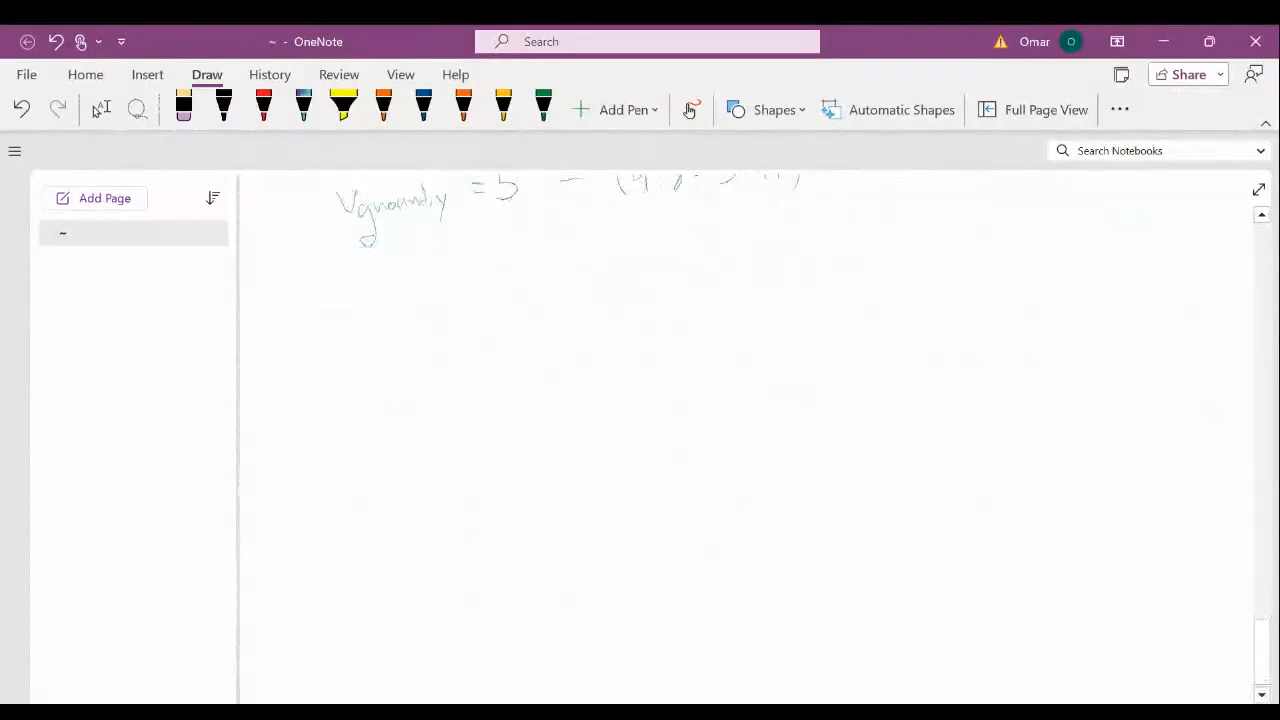 ~ - OneNote
Search
Omar
O
File Home Insert Draw History Review View Help
Share
Add Pen
Shapes
Automatic Shapes
Full Page View
Search Notebooks
Add Page
~
Vground,y = 5 -